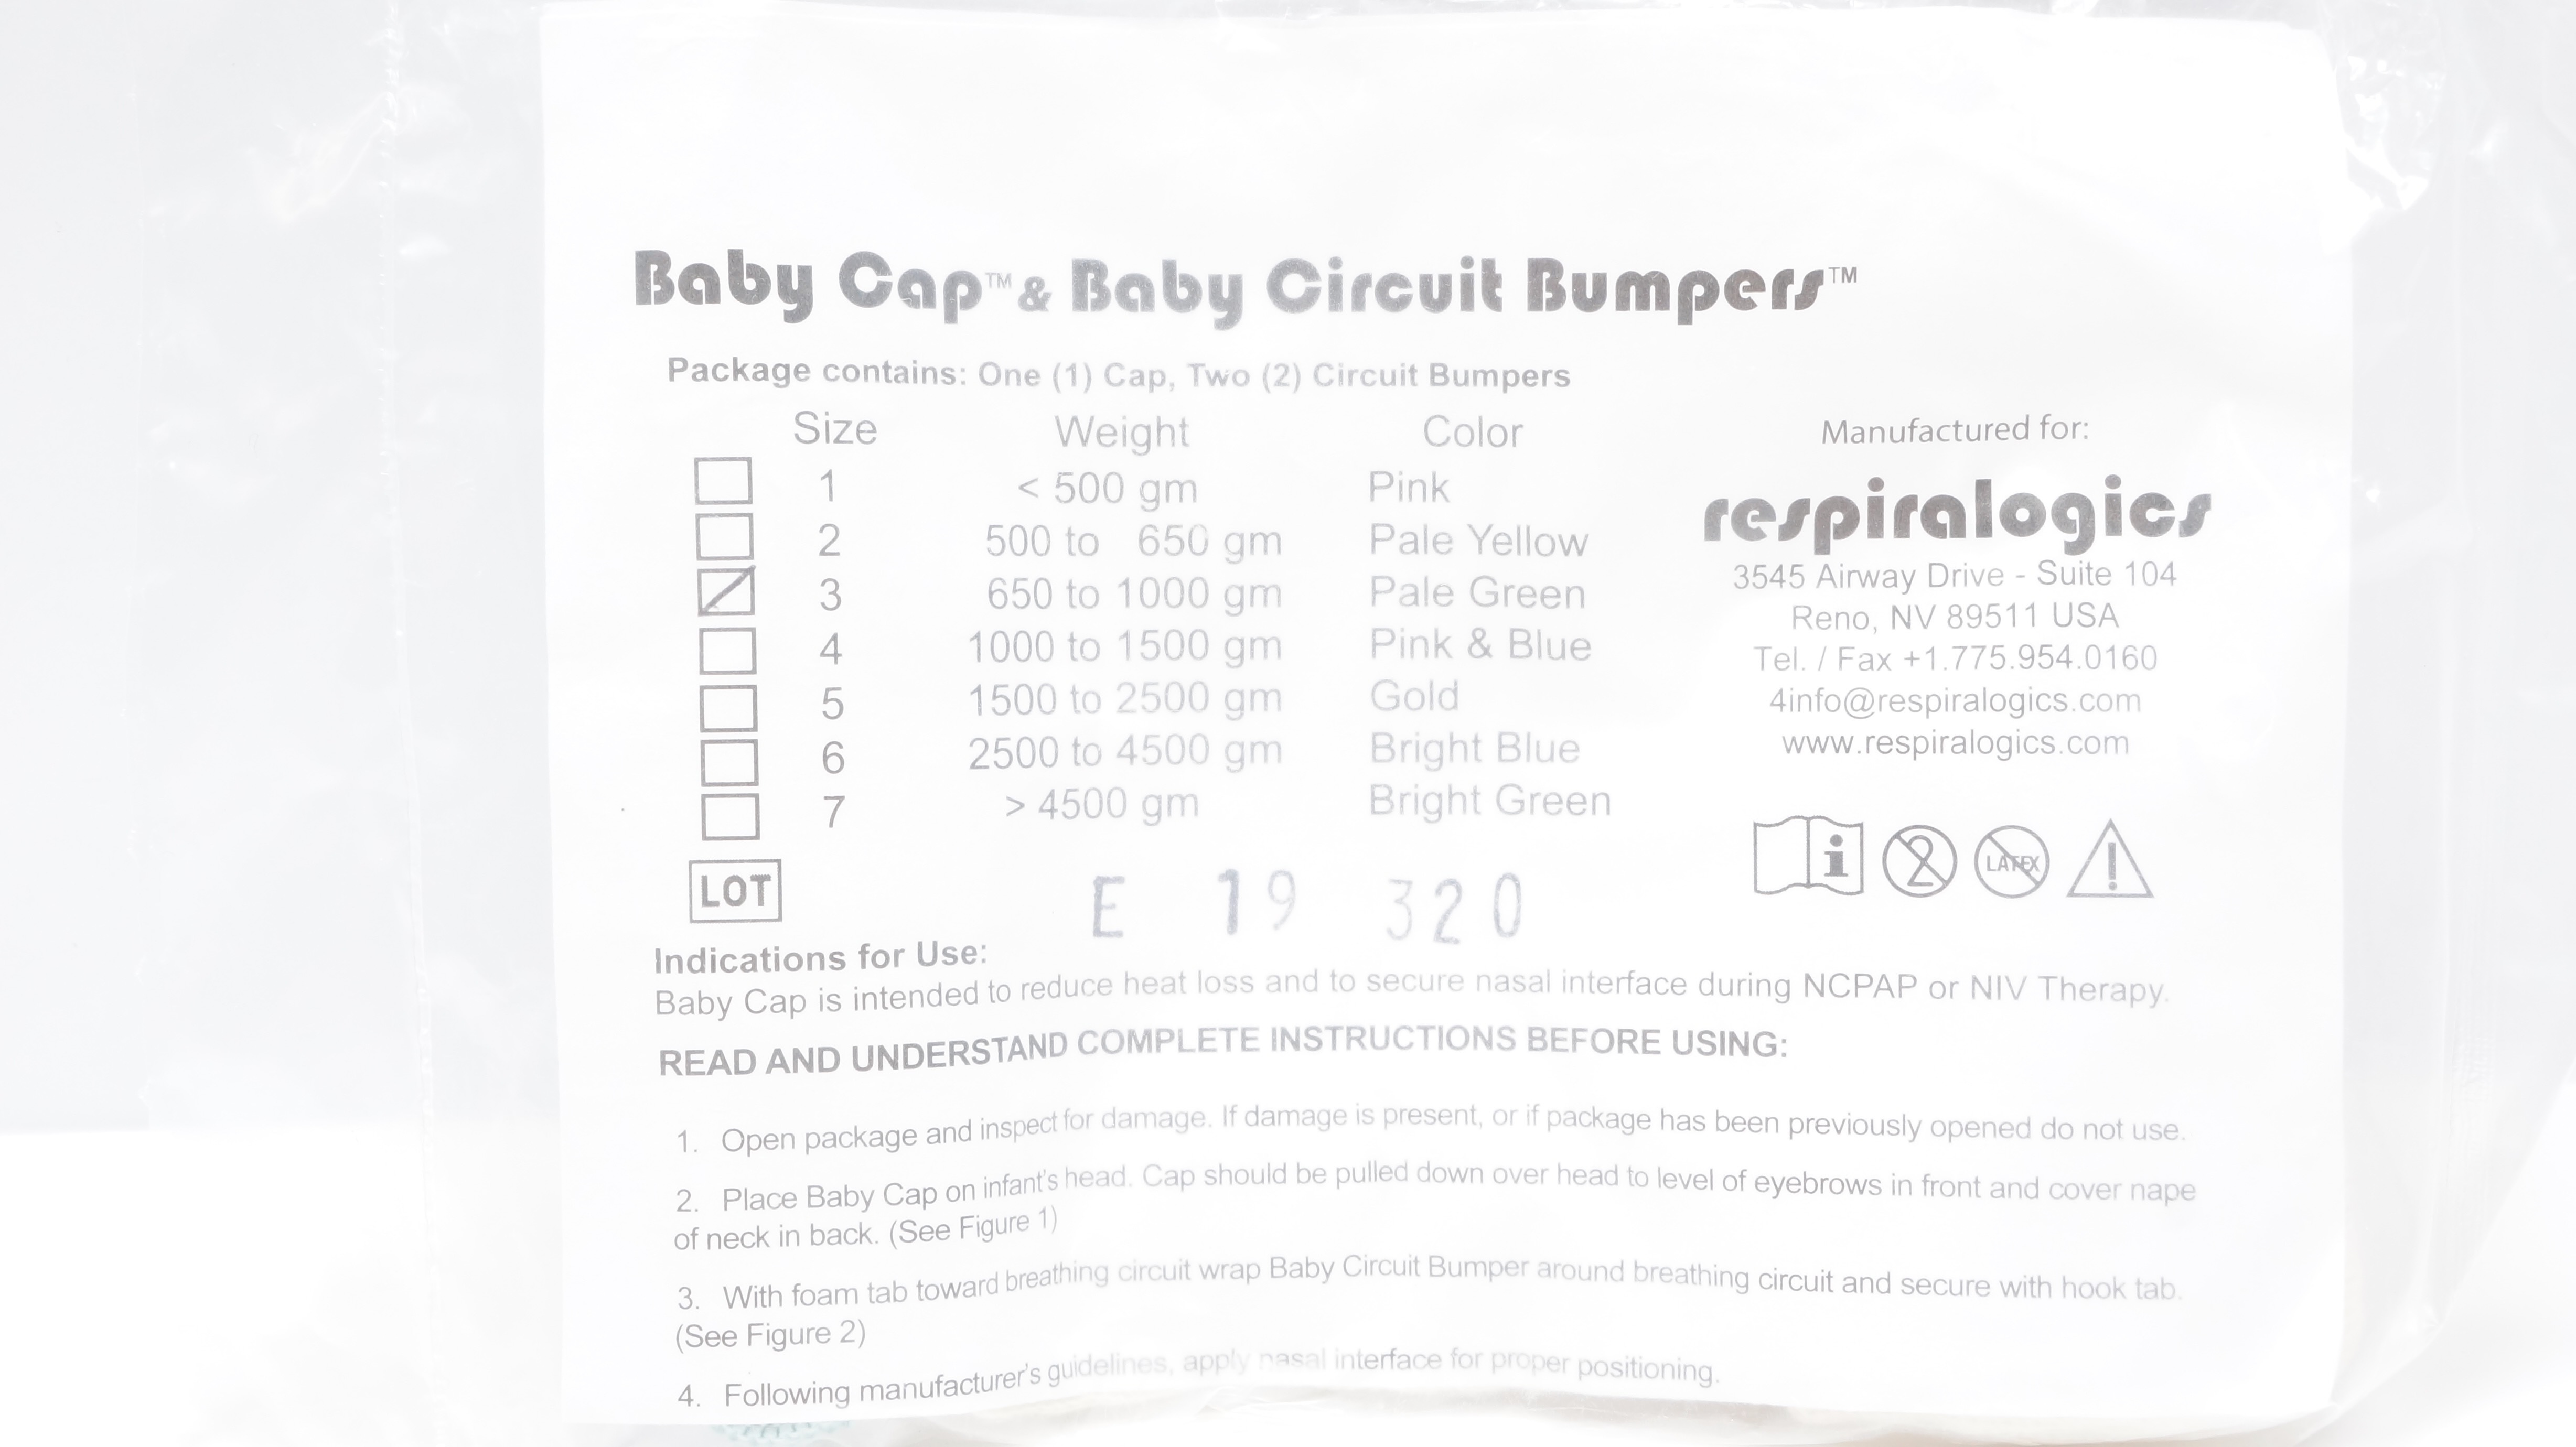 Baby Cap™ & Baby Circuit Bumpers™
Package contains: One (1) Cap, Two (2) Circuit Bumpers
Size Weight Color
1 < 500 gm Pink
2 500 to 650 gm Pale Yellow
3 650 to 1000 gm Pale Green
4 1000 to 1500 gm Pink & Blue
5 1500 to 2500 gm Gold
6 2500 to 4500 gm Bright Blue
7 > 4500 gm Bright Green
Manufactured for:
respiralogics
3545 Airway Drive - Suite 104
Reno, NV 89511 USA
Tel. / Fax +1.775.954.0160
4info@respiralogics.com
www.respiralogics.com
i 2 LATEX !
LOT E 19 320
Indications for Use:
Baby Cap is intended to reduce heat loss and to secure nasal interface during NCPAP or NIV Therapy.
READ AND UNDERSTAND COMPLETE INSTRUCTIONS BEFORE USING:
1. Open package and inspect for damage. If damage is present, or if package has been previously opened do not use.
2. Place Baby Cap on infant's head. Cap should be pulled down over head to level of eyebrows in front and cover nape
of neck in back. (See Figure 1)
3. With foam tab toward breathing circuit wrap Baby Circuit Bumper around breathing circuit and secure with hook tab.
(See Figure 2)
4. Following manufacturer's guidelines, apply nasal interface for proper positioning.